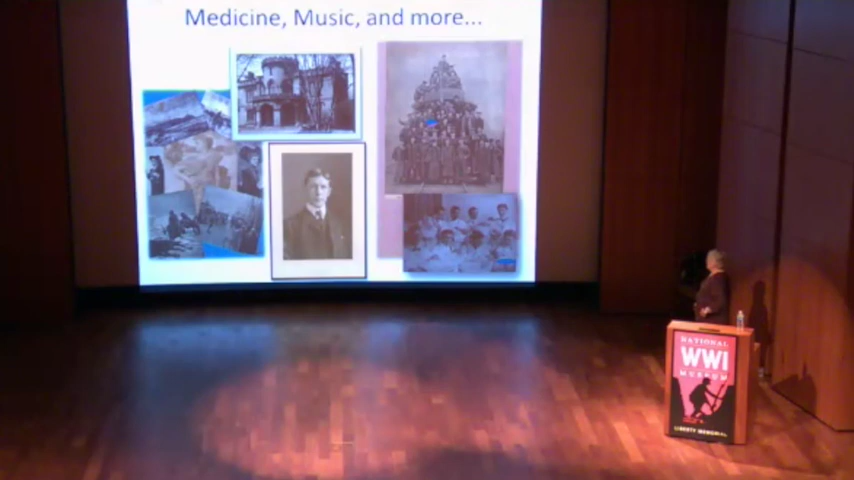 Medicine, Music, and more...
NATIONAL
WWI
MUSEUM
LIBERTY MEMORIAL